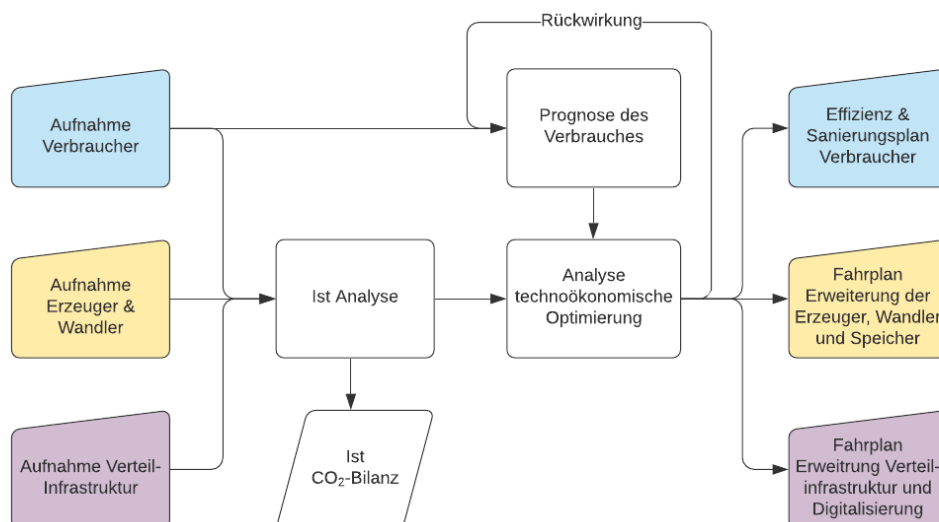 Rückwirkung
Aufnahme
Verbraucher
Prognose des
Verbrauches
Effizienz &
Sanierungsplan
Verbraucher
Aufnahme
Erzeuger &
Wandler
Ist Analyse
Analyse
technoökonomische
Optimierung
Fahrplan
Erweiterung der
Erzeuger, Wandler
und Speicher
Aufnahme Verteil-
Infrastruktur
Ist
CO₂-Bilanz
Fahrplan
Erweitrung Verteil-
infrastruktur und
Digitalisierung